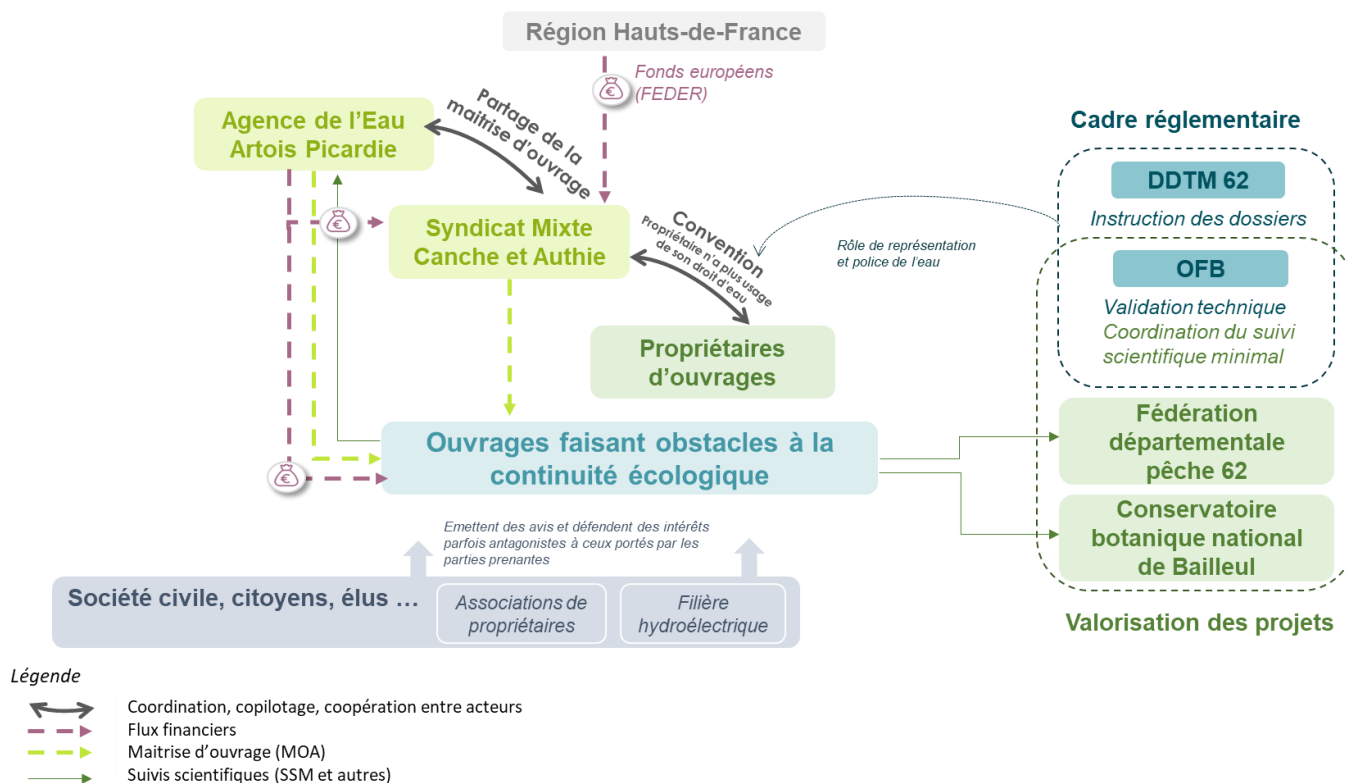 Région Hauts-de-France
Fonds européens
(FEDER)
Agence de l'Eau
Artois Picardie
Partage de la
maitrise d'ouvrage
Syndicat Mixte
Canche et Authie
Convention
Propriétaire n'a plus usage
de son droit d'eau
Propriétaires
d'ouvrages
Rôle de représentation
et police de l'eau
Cadre réglementaire
DDTM 62
Instruction des dossiers
OFB
Validation technique
Coordination du suivi
scientifique minimal
Fédération
départementale
pêche 62
Conservatoire
botanique national
de Bailleul
Valorisation des projets
Ouvrages faisant obstacles à la
continuité écologique
€
€
€
Emettent des avis et défendent des intérêts
parfois antagonistes à ceux portés par les
parties prenantes
Société civile, citoyens, élus …
Associations de
propriétaires
Filière
hydroélectrique
Légende
Coordination, copilotage, coopération entre acteurs
Flux financiers
Maitrise d'ouvrage (MOA)
Suivis scientifiques (SSM et autres)